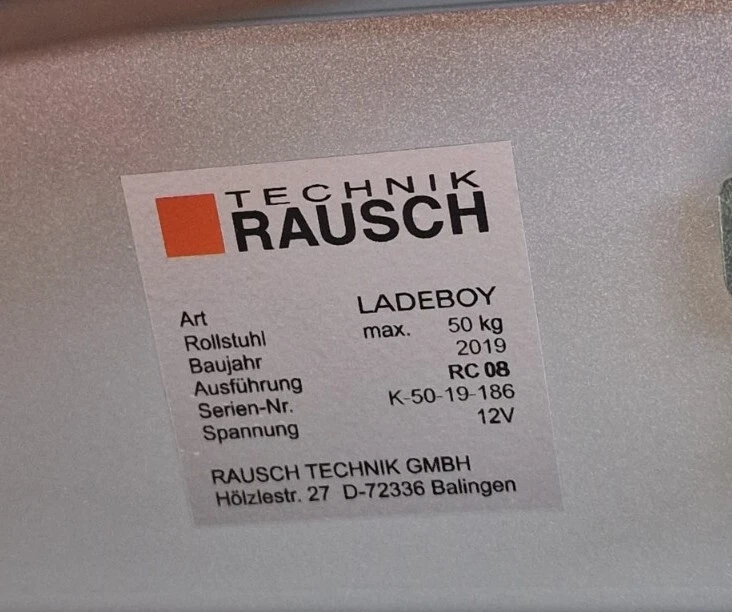 TECHNIK
RAUSCH
Art LADEBOY
Rollstuhl max. 50 kg
Baujahr 2019
Ausführung RC 08
Serien-Nr. K-50-19-186
Spannung 12V
RAUSCH TECHNIK GMBH
Hölzlestr. 27 D-72336 Balingen